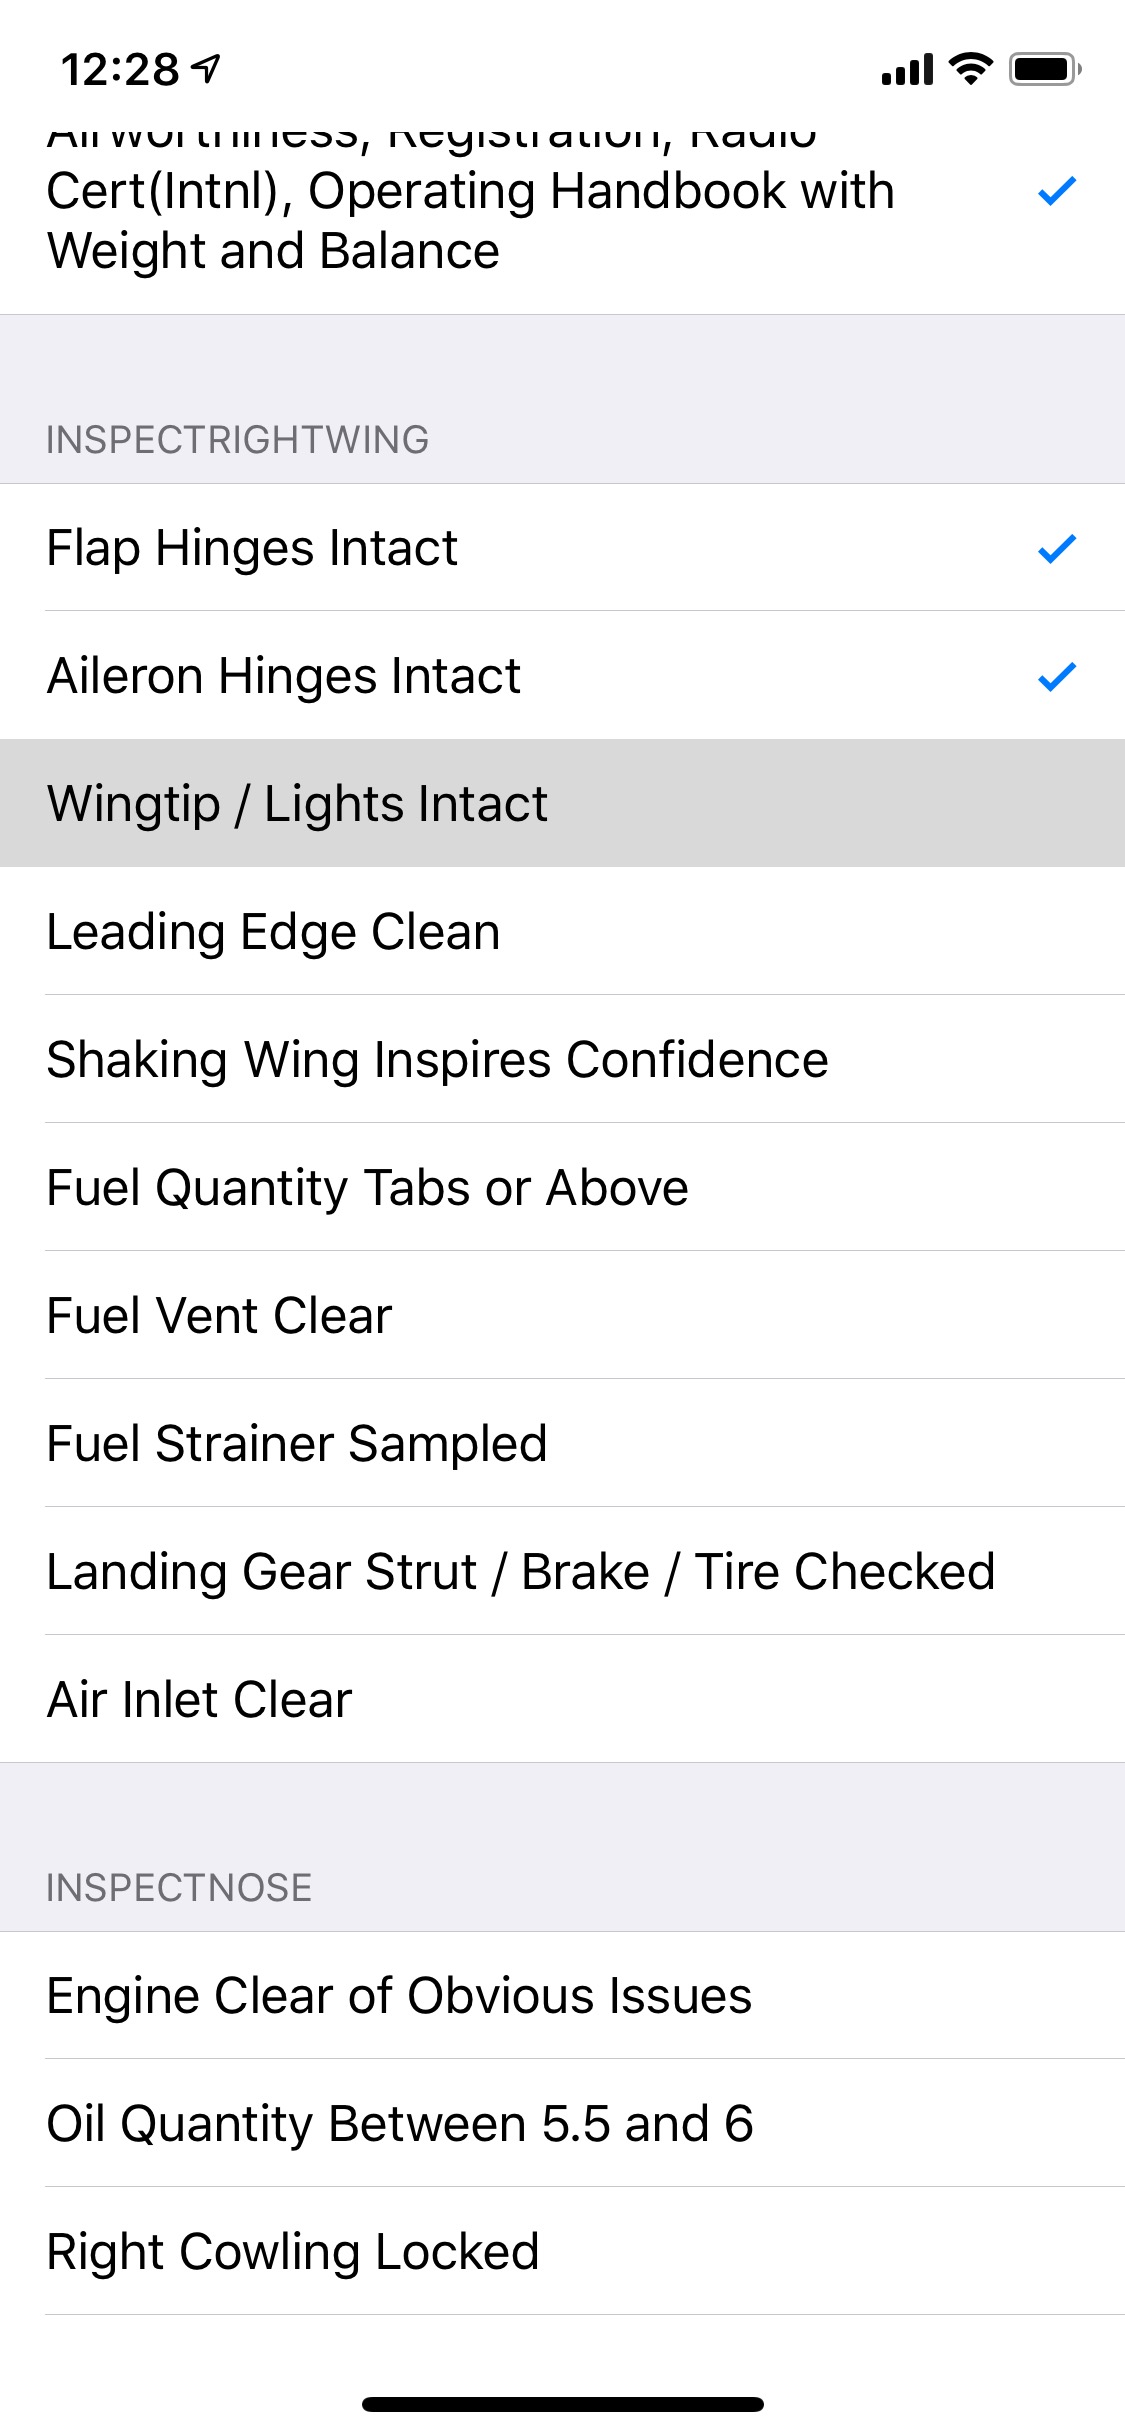 12:28
Airworthiness, Registration, Radio
Cert(Intnl), Operating Handbook with
Weight and Balance
INSPECTRIGHTWING
Flap Hinges Intact
Aileron Hinges Intact
Wingtip / Lights Intact
Leading Edge Clean
Shaking Wing Inspires Confidence
Fuel Quantity Tabs or Above
Fuel Vent Clear
Fuel Strainer Sampled
Landing Gear Strut / Brake / Tire Checked
Air Inlet Clear
INSPECTNOSE
Engine Clear of Obvious Issues
Oil Quantity Between 5.5 and 6
Right Cowling Locked